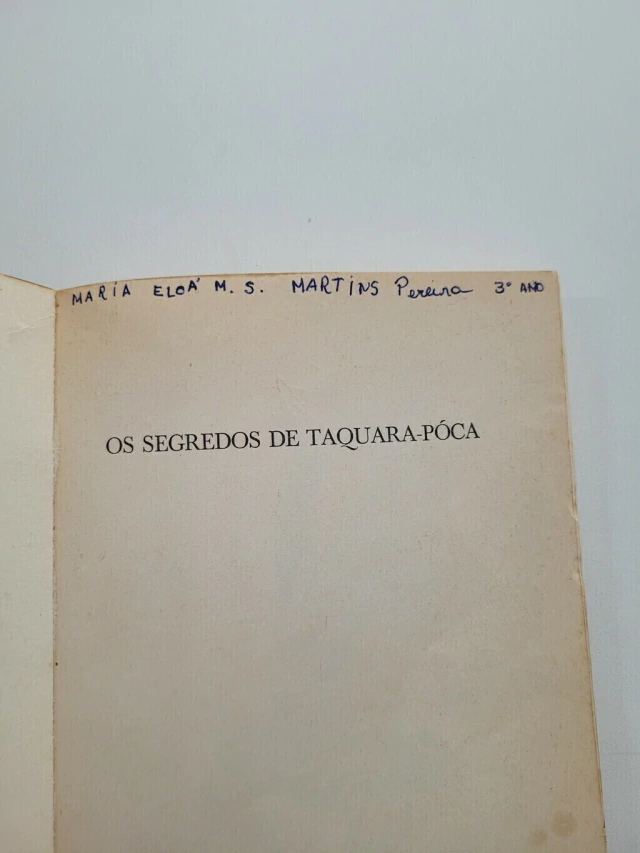 MARIA ELOÁ M. S. MARTINS Pereira 3º ANO
OS SEGREDOS DE TAQUARA-PÓCA